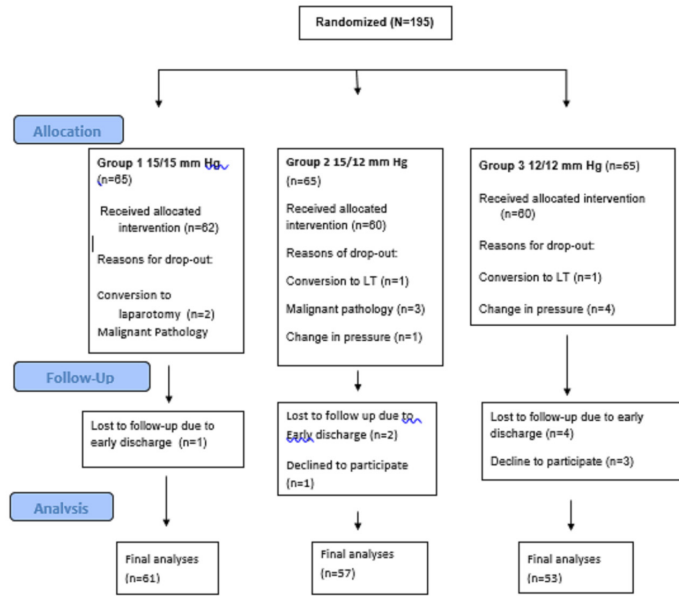 Randomized (N=195)
Allocation
Group 1 15/15 mm Hg
(n=65)
Received allocated
intervention (n=62)
Reasons for drop-out:
Conversion to
laparotomy (n=2)
Malignant Pathology
Group 2 15/12 mm Hg
(n=65)
Received allocated
intervention (n=60)
Reasons of drop-out:
Conversion to LT (n=1)
Malignant pathology (n=3)
Change in pressure (n=1)
Group 3 12/12 mm Hg (n=65)
Received allocated intervention
(n=60)
Reasons for drop-out:
Conversion to LT (n=1)
Change in pressure (n=4)
Follow-Up
Lost to follow-up due to
early discharge (n=1)
Lost to follow up due to
Early discharge (n=2)
Declined to participate
(n=1)
Lost to follow-up due to early
discharge (n=4)
Decline to participate (n=3)
Analysis
Final analyses
(n=61)
Final analyses
(n=57)
Final analyses
(n=53)